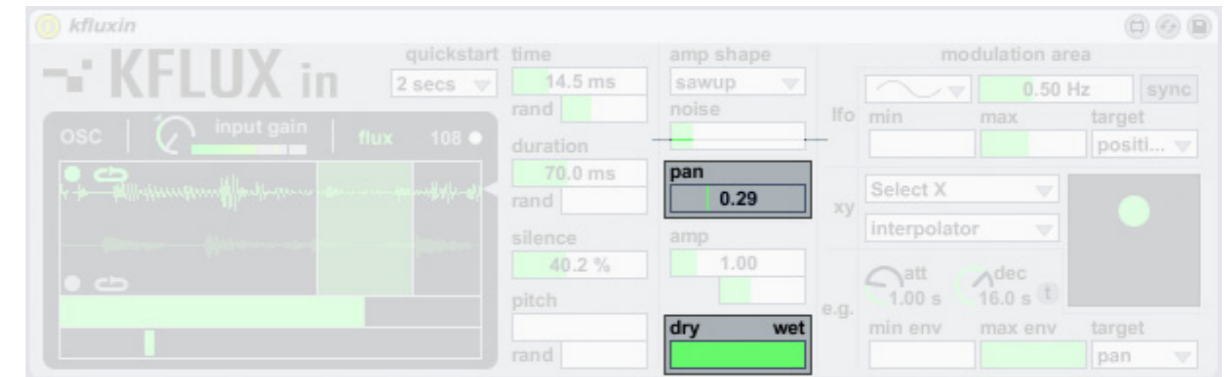 kfluxin
KFLUX in
quickstart
2 secs
OSC
input gain
flux
108
time
14.5 ms
rand
duration
70.0 ms
rand
silence
40.2 %
pitch
rand
amp shape
sawup
noise
pan
0.29
amp
1.00
dry wet
modulation area
lfo
0.50 Hz
sync
min max target
positi...
xy
Select X
interpolator
e.g.
att
1.00 s
dec
16.0 s
t
min env max env target
pan